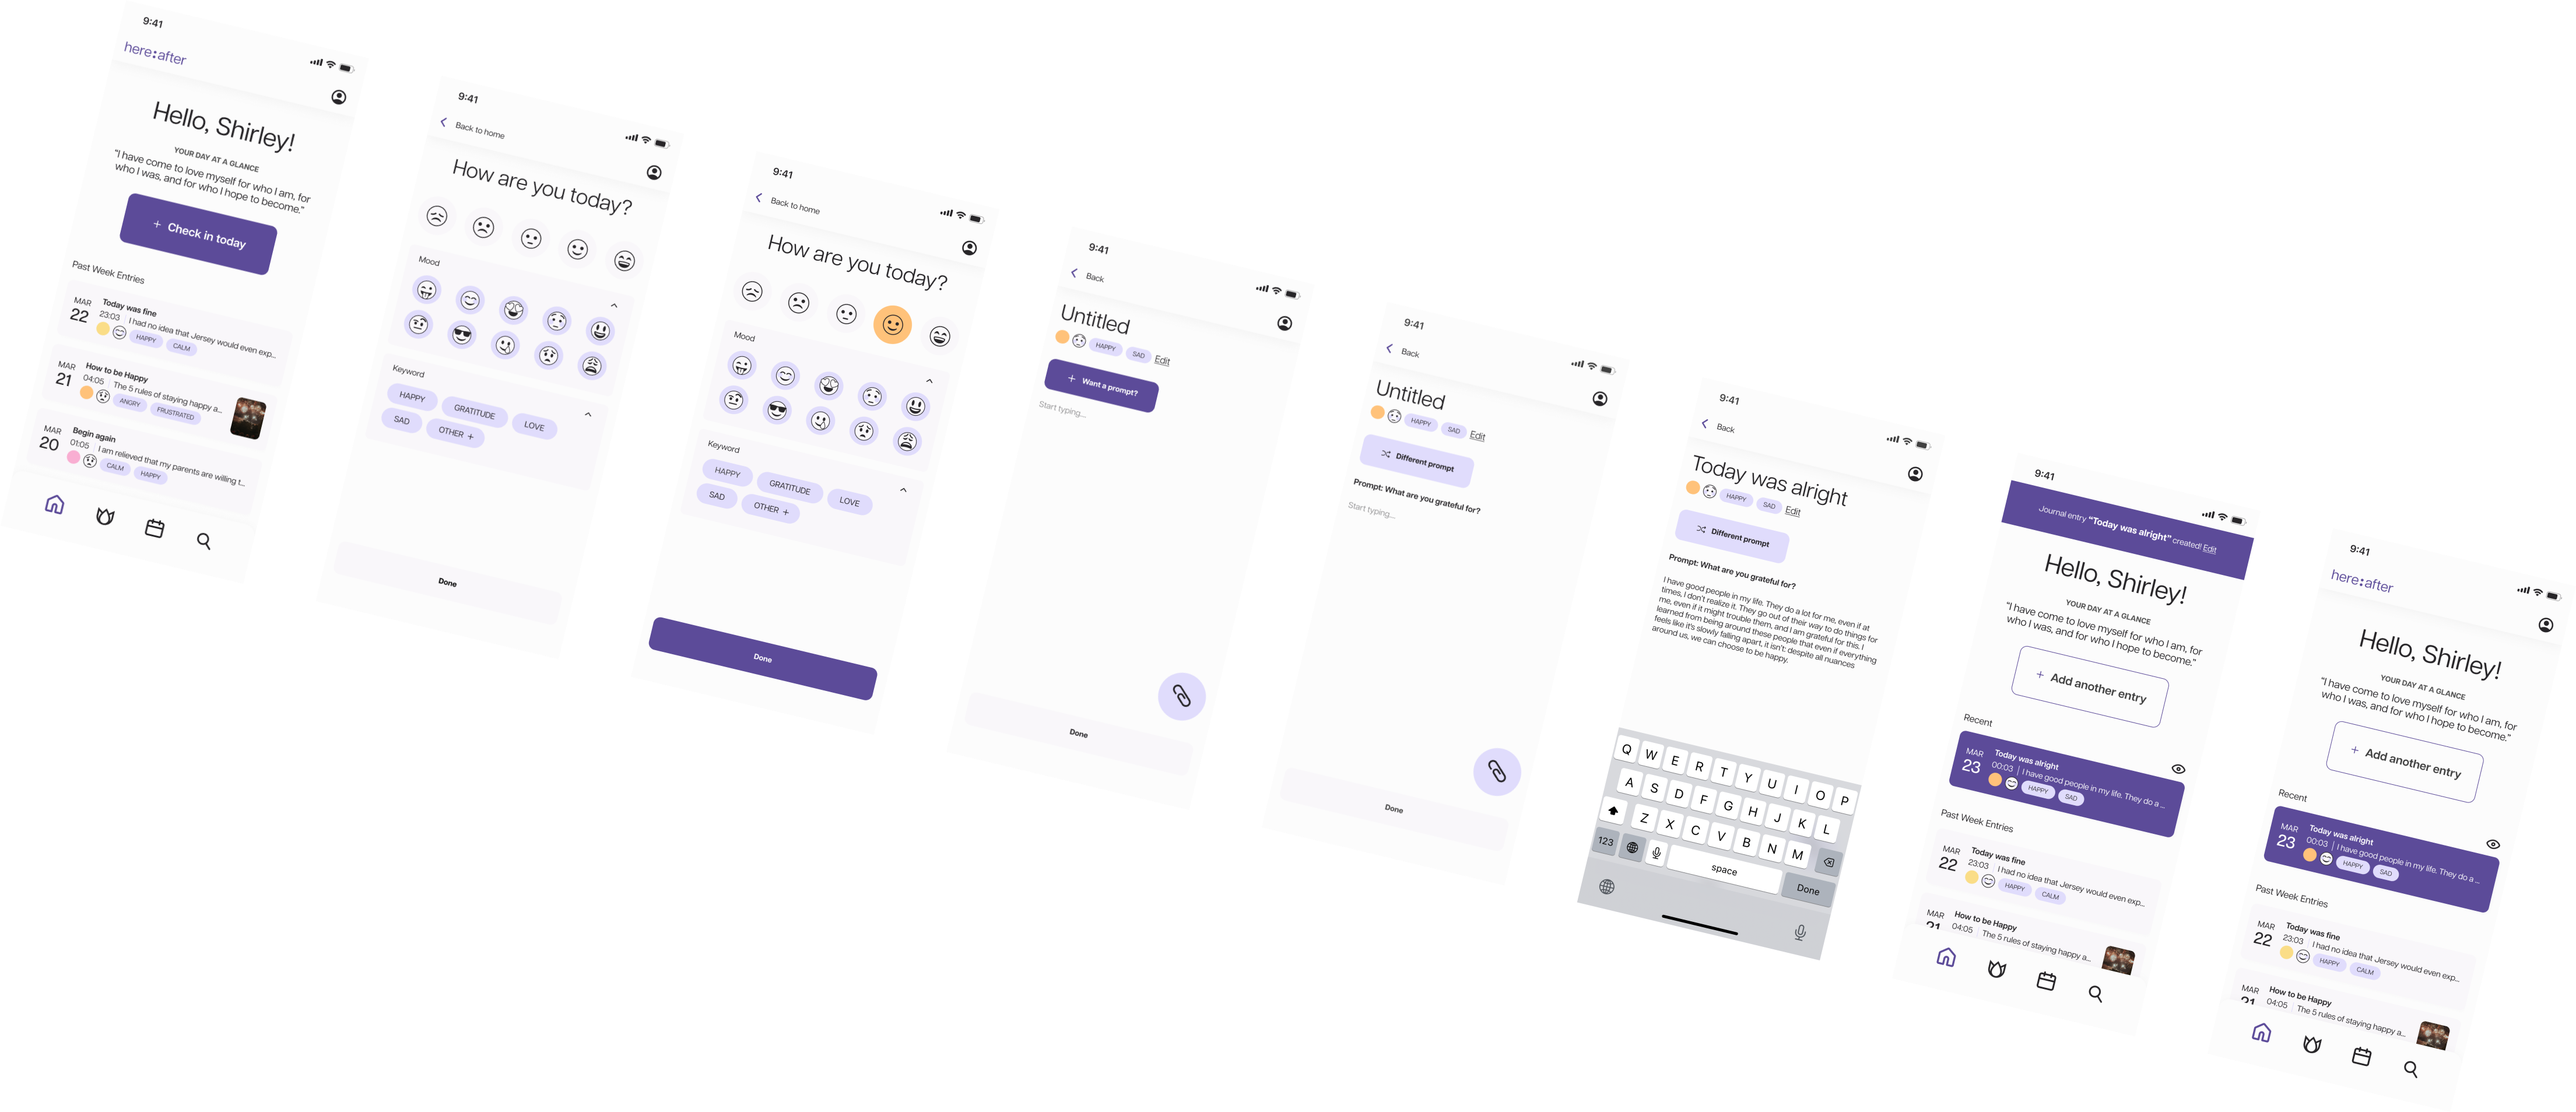 9:41
here:after
Hello, Shirley!
YOUR DAY AT A GLANCE
"I have come to love myself for who I am, for
who I was, and for who I hope to become."
+ Check in today
Past Week Entries
MAR
22
Today was fine
23:03 | I had no idea that Jersey would even exp...
HAPPY CALM
MAR
21
How to be Happy
04:05 | The 5 rules of staying happy a...
ANGRY FRUSTRATED
MAR
20
Begin again
01:05 | I am relieved that my parents are willing t...
CALM HAPPY
9:41
Back to home
How are you today?
Mood
Keyword
HAPPY GRATITUDE LOVE
SAD OTHER +
Done
9:41
Back to home
How are you today?
Mood
Keyword
HAPPY GRATITUDE LOVE
SAD OTHER +
Done
9:41
Back
Untitled
HAPPY SAD Edit
+ Want a prompt?
Start typing...
Done
9:41
Back
Untitled
HAPPY SAD Edit
Different prompt
Prompt: What are you grateful for?
Start typing...
Done
9:41
Back
Today was alright
HAPPY SAD Edit
Different prompt
Prompt: What are you grateful for?
I have good people in my life. They do a lot for me, even if at
times, I don't realize it. They go out of their way to do things for
me, even if it might trouble them, and I am grateful for this. I
learned from being around these people that even if everything
feels like it's slowly falling apart, it isn't: despite all nuances
around us, we can choose to be happy.
Q W E R T Y U I O P
A S D F G H J K L
Z X C V B N M
123 space Done
9:41
Journal entry "Today was alright" created! Edit
Hello, Shirley!
YOUR DAY AT A GLANCE
"I have come to love myself for who I am, for
who I was, and for who I hope to become."
+ Add another entry
Recent
MAR
23
Today was alright
00:03 | I have good people in my life. They do a ...
HAPPY SAD
Past Week Entries
MAR
22
Today was fine
23:03 | I had no idea that Jersey would even exp...
HAPPY CALM
MAR
21
How to be Happy
04:05 | The 5 rules of staying happy a...
9:41
here:after
Hello, Shirley!
YOUR DAY AT A GLANCE
"I have come to love myself for who I am, for
who I was, and for who I hope to become."
+ Add another entry
Recent
MAR
23
Today was alright
00:03 | I have good people in my life. They do a ...
HAPPY SAD
Past Week Entries
MAR
22
Today was fine
23:03 | I had no idea that Jersey would even exp...
HAPPY CALM
MAR
21
How to be Happy
04:05 | The 5 rules of staying happy a...